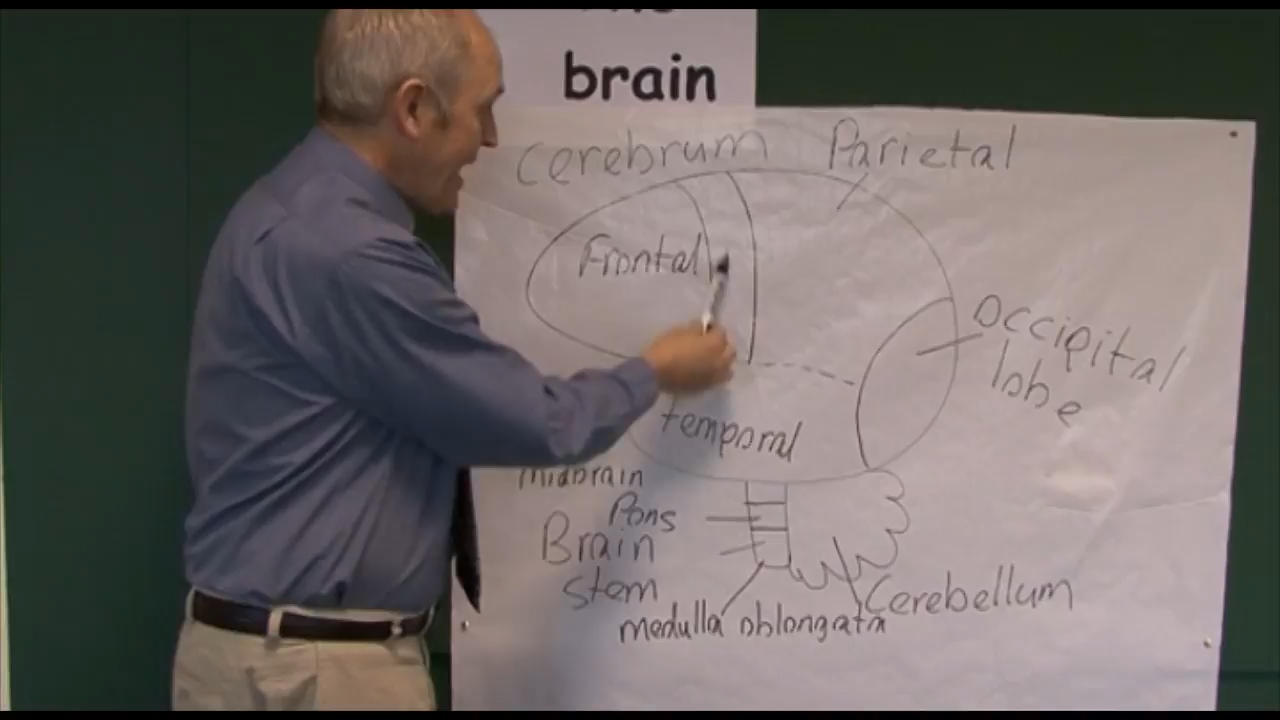 brain
Cerebrum
Parietal
Frontal
Occipital
lobe
temporal
midbrain
Pons
Brain
stem
medulla oblongata
Cerebellum